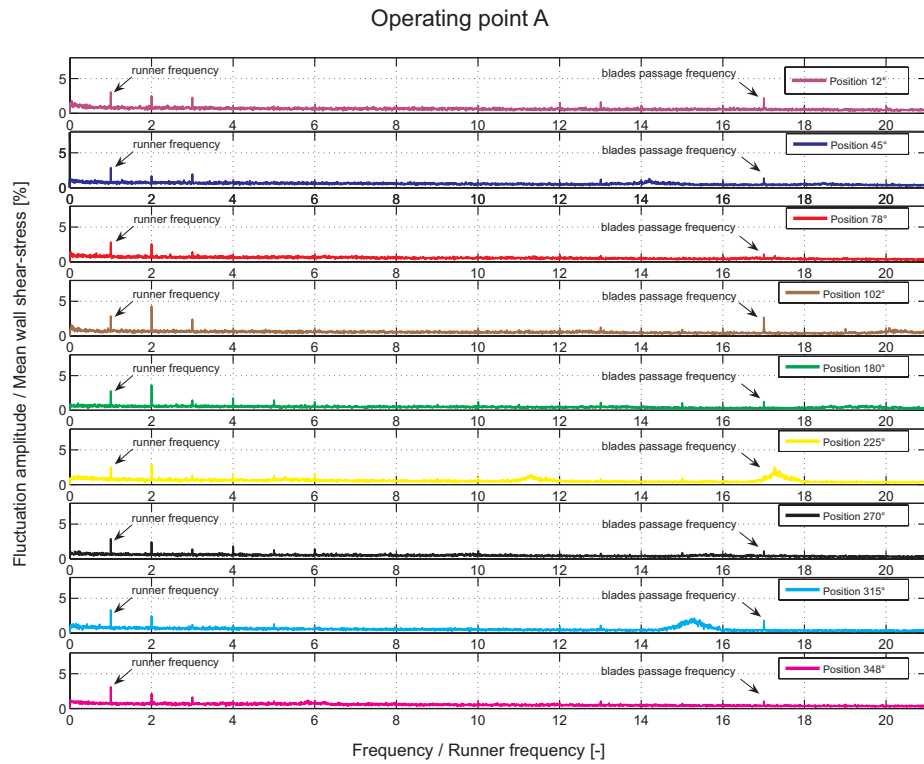 Operating point A
Fluctuation amplitude / Mean wall shear-stress [%]
runner frequency
blades passage frequency
Position 12°
5
0
0 2 4 6 8 10 12 14 16 18 20
runner frequency
blades passage frequency
Position 45°
5
0
0 2 4 6 8 10 12 14 16 18 20
runner frequency
blades passage frequency
Position 78°
5
0
0 2 4 6 8 10 12 14 16 18 20
runner frequency
blades passage frequency
Position 102°
5
0
0 2 4 6 8 10 12 14 16 18 20
runner frequency
blades passage frequency
Position 180°
5
0
0 2 4 6 8 10 12 14 16 18 20
runner frequency
blades passage frequency
Position 225°
5
0
0 2 4 6 8 10 12 14 16 18 20
runner frequency
blades passage frequency
Position 270°
5
0
0 2 4 6 8 10 12 14 16 18 20
runner frequency
blades passage frequency
Position 315°
5
0
0 2 4 6 8 10 12 14 16 18 20
runner frequency
blades passage frequency
Position 348°
5
0
0 2 4 6 8 10 12 14 16 18 20
Frequency / Runner frequency [-]